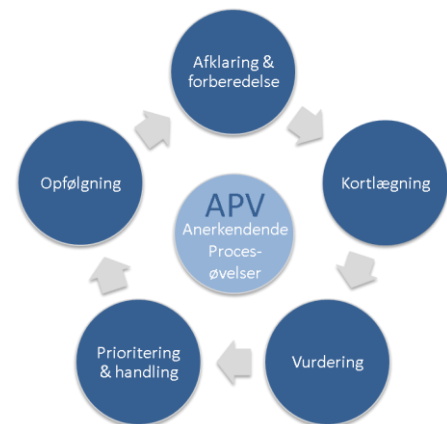 Afklaring &
forberedelse
Kortlægning
Vurdering
Prioritering
& handling
Opfølgning
APV
Anerkendende
Proces-
øvelser